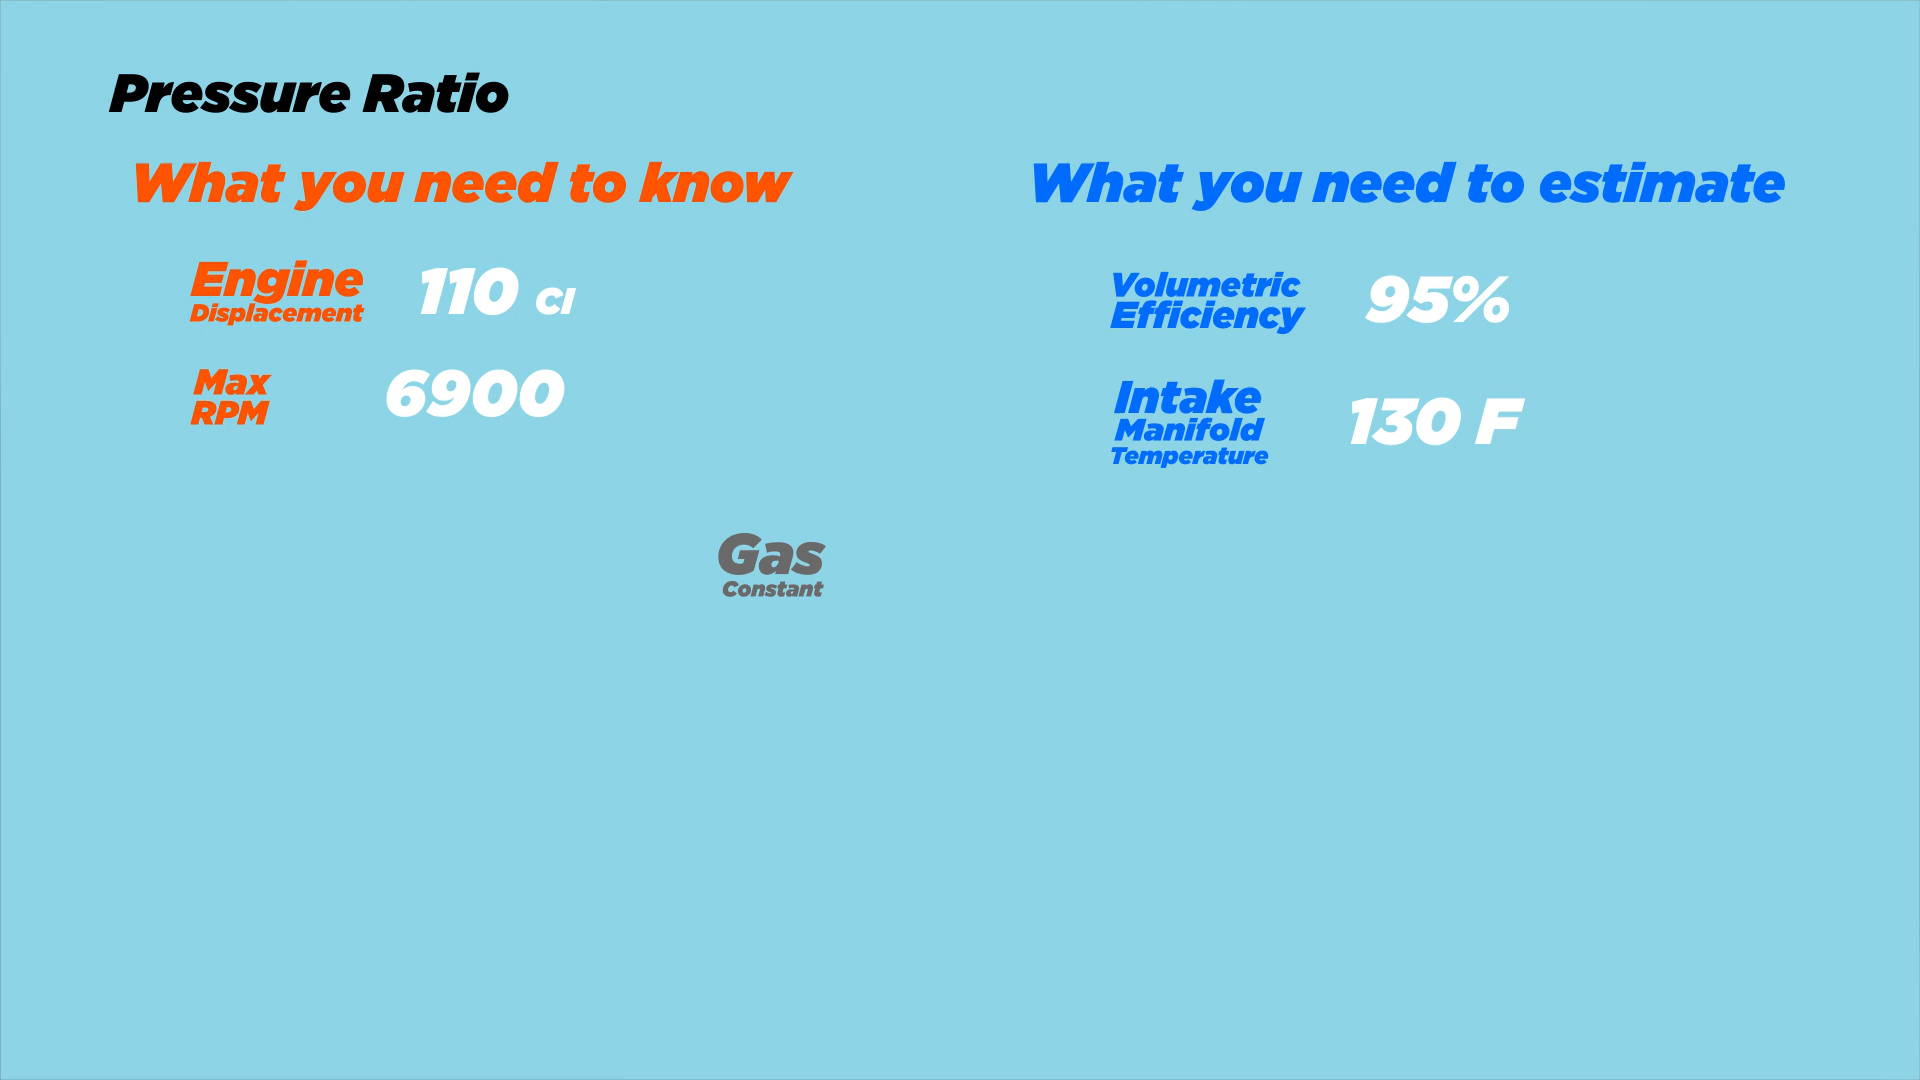 Pressure Ratio
What you need to know
Engine
Displacement
110 CI
Max
RPM
6900
What you need to estimate
Volumetric
Efficiency
95%
Intake
Manifold
Temperature
130 F
Gas
Constant